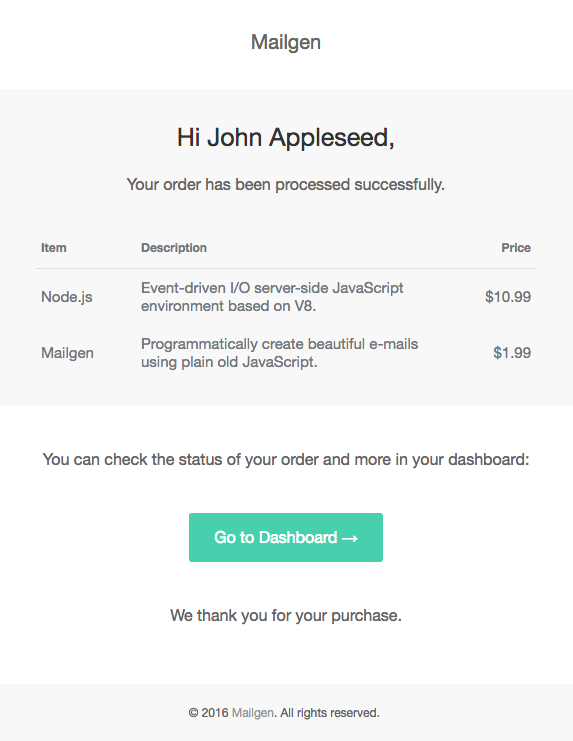 Mailgen
Hi John Appleseed,
Your order has been processed successfully.
Item Description Price
Node.js Event-driven I/O server-side JavaScript $10.99
environment based on V8.
Mailgen Programmatically create beautiful e-mails $1.99
using plain old JavaScript.
You can check the status of your order and more in your dashboard:
Go to Dashboard →
We thank you for your purchase.
© 2016 Mailgen. All rights reserved.